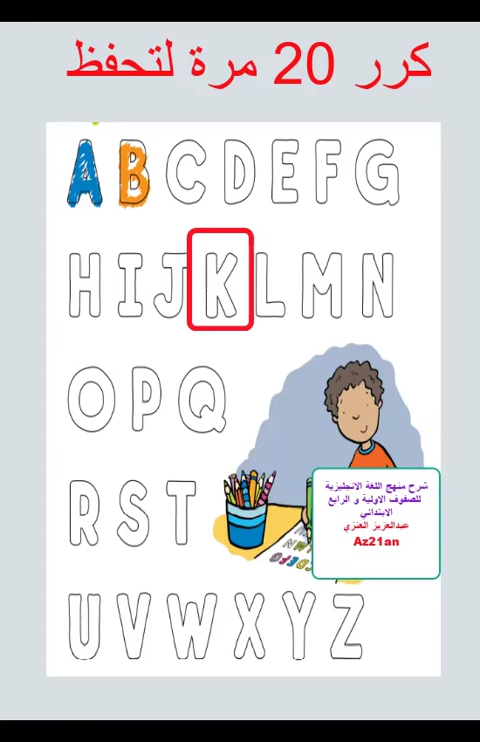 كرر 20 مرة لتحفظ
A B C D E F G
H I J K L M N
O P Q
R S T
U V W X Y Z
شرح منهج اللغة الانجليزية
للصفوف الاولية و الرابع
الابتدائي
عبدالعزيز العنزي
Az21an